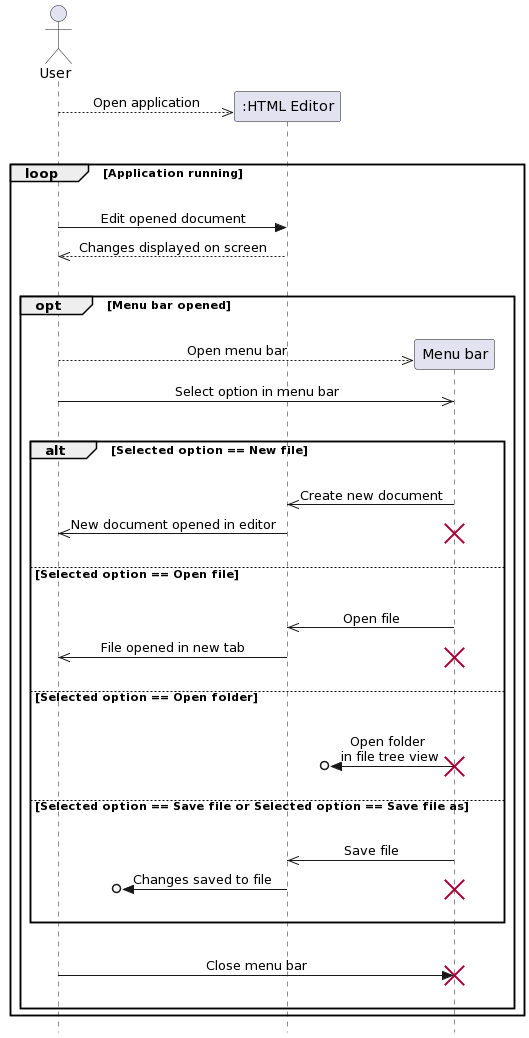 User
Open application
:HTML Editor
loop [Application running]
Edit opened document
Changes displayed on screen
opt [Menu bar opened]
Open menu bar
Menu bar
Select option in menu bar
alt [Selected option == New file]
Create new document
New document opened in editor
[Selected option == Open file]
Open file
File opened in new tab
[Selected option == Open folder]
Open folder
in file tree view
[Selected option == Save file or Selected option == Save file as]
Save file
Changes saved to file
Close menu bar